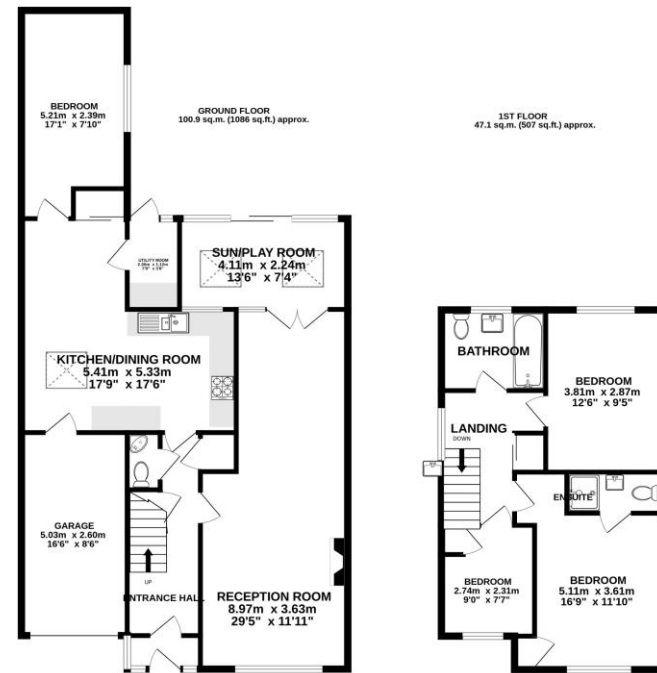 BEDROOM
5.21m x 2.39m
17'1" x 7'10"
GROUND FLOOR
100.9 sq.m. (1086 sq.ft.) approx.
UTILITY ROOM
SUN/PLAY ROOM
4.11m x 2.24m
13'6" x 7'4"
KITCHEN/DINING ROOM
5.41m x 5.33m
17'9" x 17'6"
GARAGE
5.03m x 2.60m
16'6" x 8'6"
UP
ENTRANCE HALL
RECEPTION ROOM
8.97m x 3.63m
29'5" x 11'11"
1ST FLOOR
47.1 sq.m. (507 sq.ft.) approx.
BATHROOM
BEDROOM
3.81m x 2.87m
12'6" x 9'5"
LANDING
DOWN
ENSUITE
BEDROOM
2.74m x 2.31m
9'0" x 7'7"
BEDROOM
5.11m x 3.61m
16'9" x 11'10"